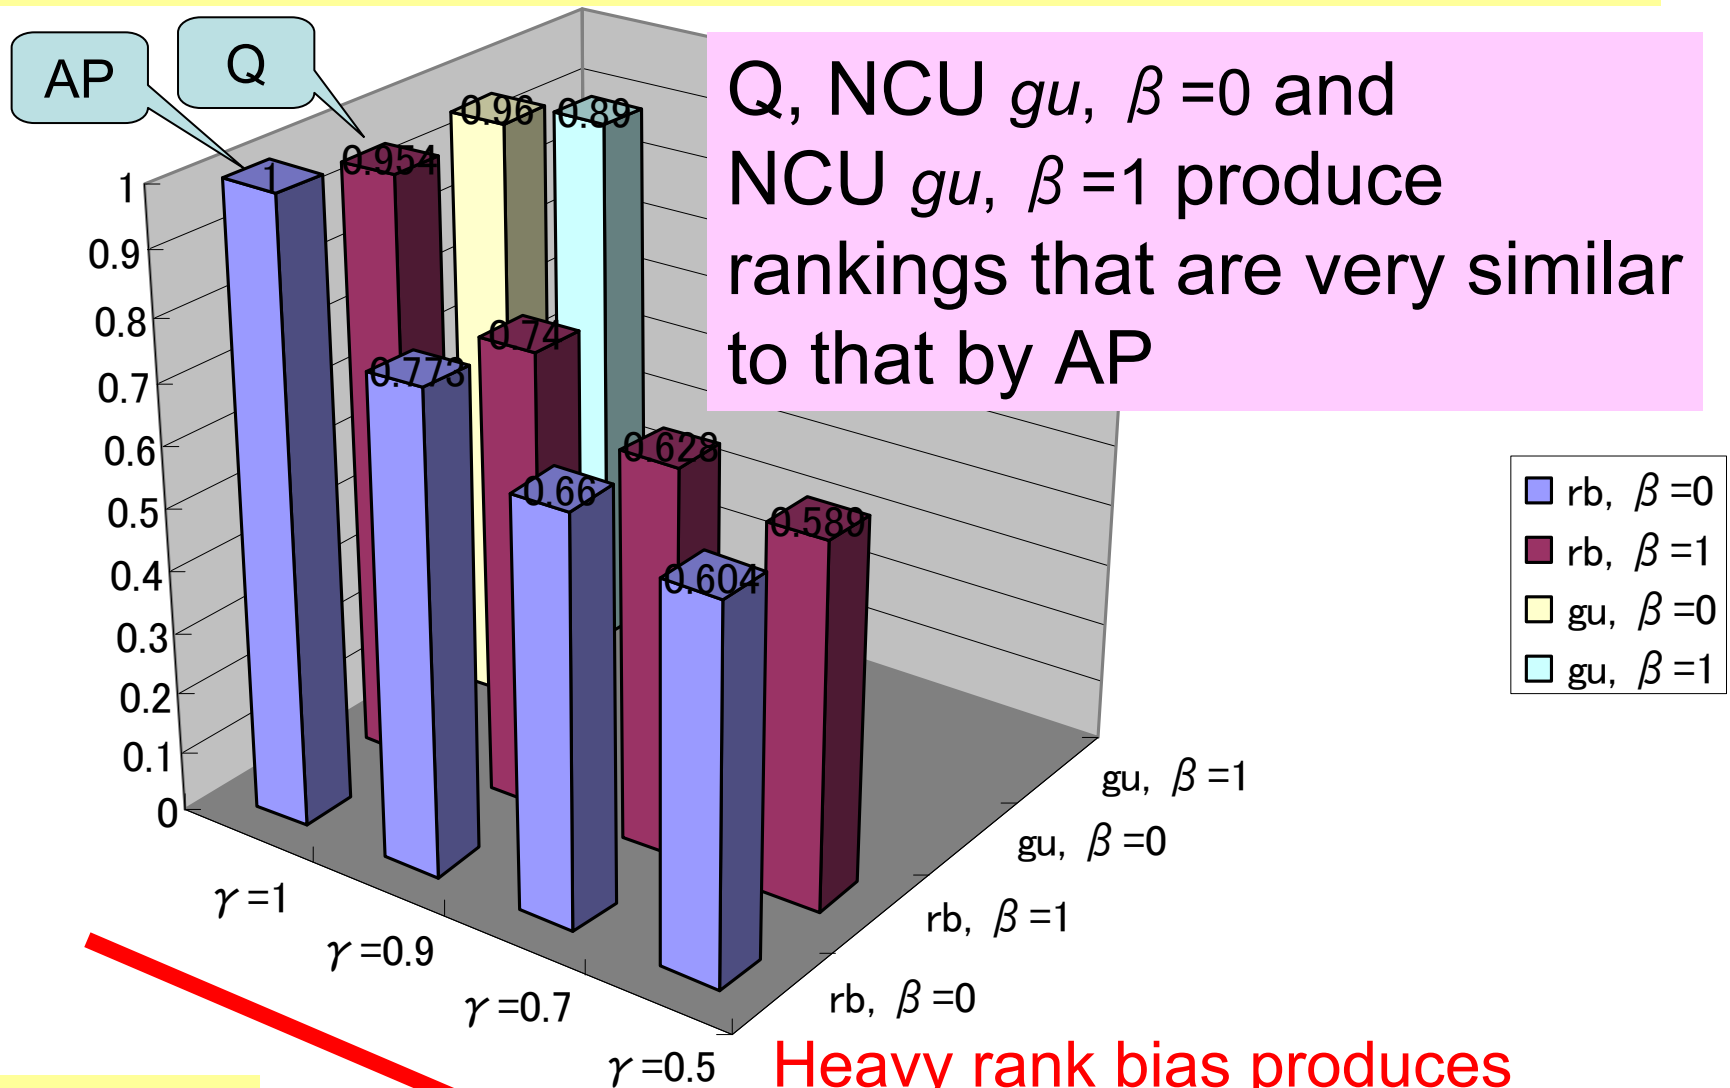 AP
Q
Q, NCU gu, β=0 and
NCU gu, β=1 produce
rankings that are very similar
to that by AP
1
0.9
0.8
0.7
0.6
0.5
0.4
0.3
0.2
0.1
0
1
0.954
0.96
0.89
0.773
0.74
0.66
0.628
0.604
0.589
rb, β=0
rb, β=1
gu, β=0
gu, β=1
gu, β=1
gu, β=0
rb, β=1
rb, β=0
γ=1
γ=0.9
γ=0.7
γ=0.5
Heavy rank bias produces